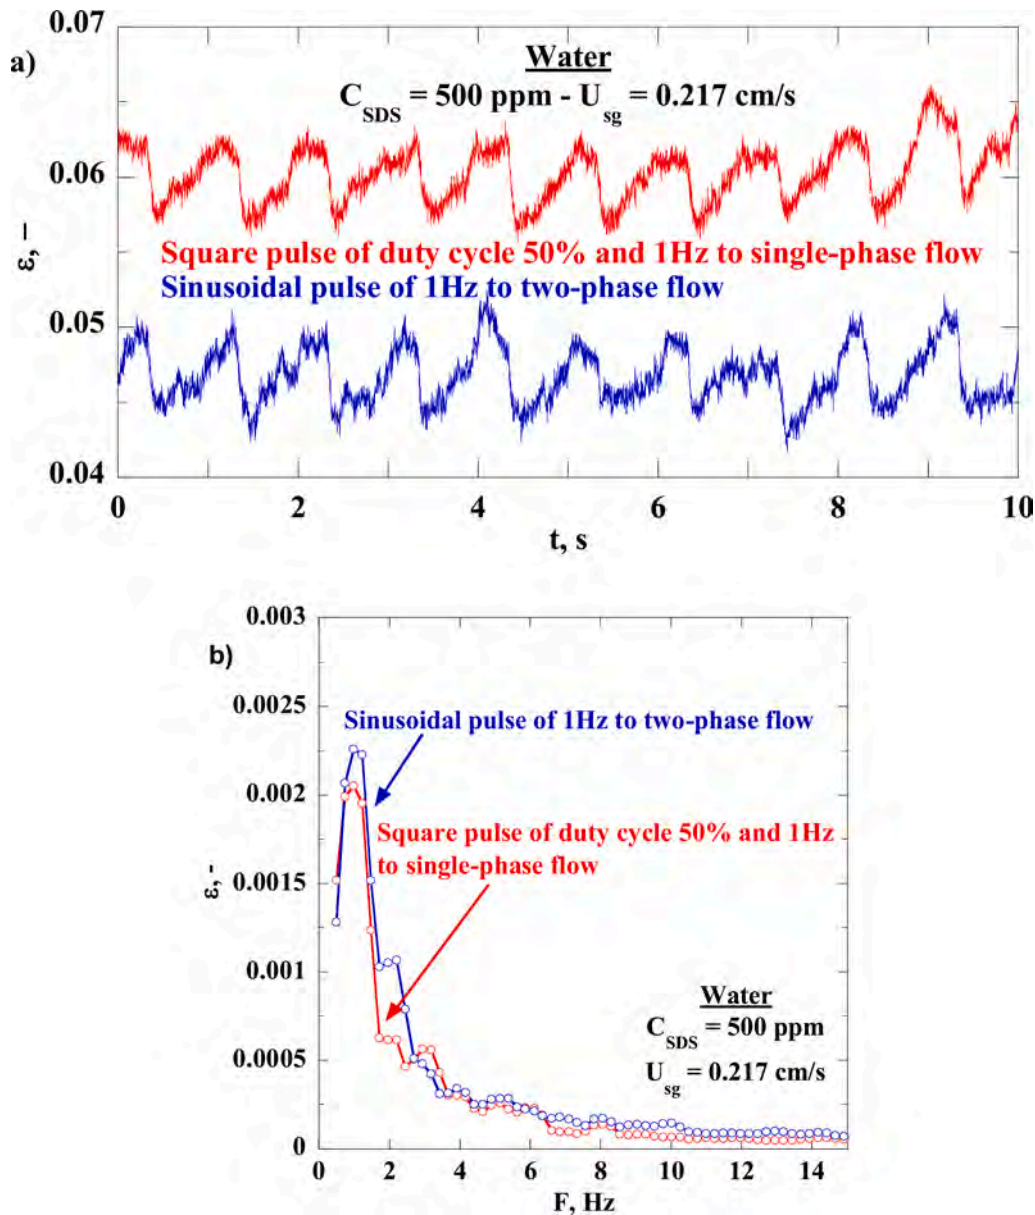 a)
Water
C_SDS = 500 ppm - U_sg = 0.217 cm/s
0.07
0.06
0.05
0.04
ε, –
Square pulse of duty cycle 50% and 1Hz to single-phase flow
Sinusoidal pulse of 1Hz to two-phase flow
0 2 4 6 8 10
t, s
b)
0.003
0.0025
0.002
0.0015
0.001
0.0005
0
ε, -
Sinusoidal pulse of 1Hz to two-phase flow
Square pulse of duty cycle 50% and 1Hz
to single-phase flow
Water
C_SDS = 500 ppm
U_sg = 0.217 cm/s
0 2 4 6 8 10 12 14
F, Hz